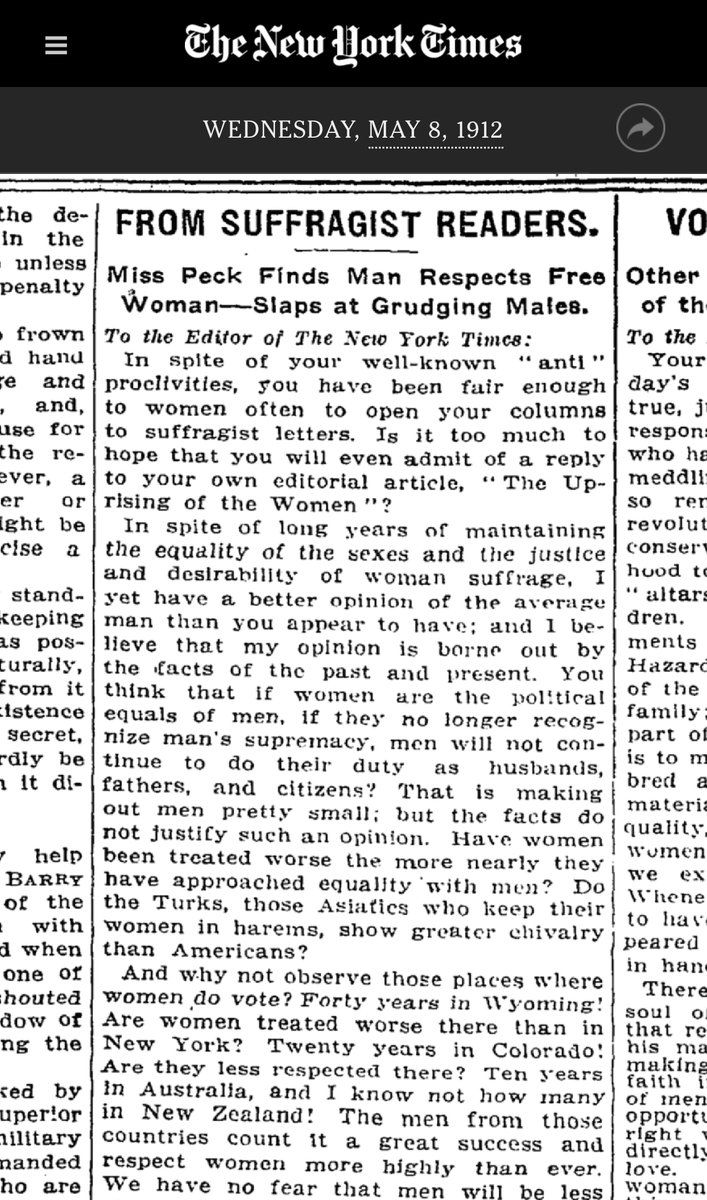 The New York Times
WEDNESDAY, MAY 8, 1912
the de-
in the
unless
penalty
frown
d hand
ge and
, and,
use for
the re-
ever, a
er or
ight be
cise a
stand-
keeping
as pos-
turally,
from it
istence
secret,
rdly be
n it di-
y help
BARRY
of the
with
d when
one of
shouted
dow of
ng the
ked by
uperior
military
manded
ho are
FROM SUFFRAGIST READERS.
Miss Peck Finds Man Respects Free
Woman—Slaps at Grudging Males.
To the Editor of The New York Times:
In spite of your well-known "anti"
proclivities, you have been fair enough
to women often to open your columns
to suffragist letters. Is it too much to
hope that you will even admit of a reply
to your own editorial article, "The Up-
rising of the Women"?
In spite of long years of maintaining
the equality of the sexes and the justice
and desirability of woman suffrage, I
yet have a better opinion of the average
man than you appear to have; and I be-
lieve that my opinion is borne out by
the facts of the past and present. You
think that if women are the political
equals of men, if they no longer recog-
nize man's supremacy, men will not con-
tinue to do their duty as husbands,
fathers, and citizens? That is making
out men pretty small; but the facts do
not justify such an opinion. Have women
been treated worse the more nearly they
have approached equality with men? Do
the Turks, those Asiatics who keep their
women in harems, show greater chivalry
than Americans?
And why not observe those places where
women do vote? Forty years in Wyoming!
Are women treated worse there than in
New York? Twenty years in Colorado!
Are they less respected there? Ten years
in Australia, and I know not how many
in New Zealand! The men from those
countries count it a great success and
respect women more highly than ever.
We have no fear that men will be less
VO
Other
of th
To the
Your
day's
true, j
respons
who ha
meddli
so ren
revolut
conserv
hood to
"altars
dren.
ments
Hazard
of the
family;
part of
is to m
bred a
materia
quality,
women
we ex
Whene
to hav
peared
in hand
There
soul o
that re
his ma
making
faith i
of men
opportu
right v
directly
love.
woman